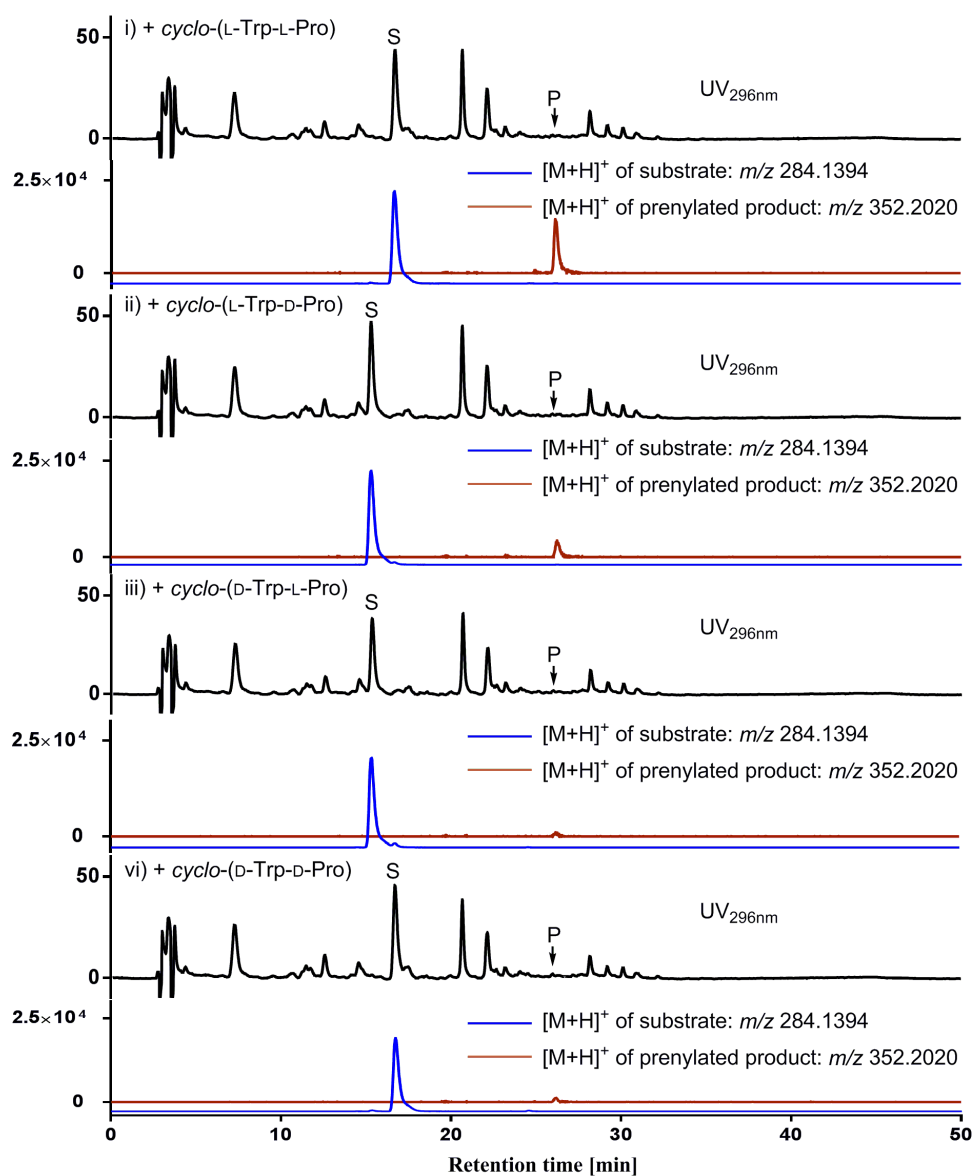 i) + cyclo-(L-Trp-L-Pro)
S
50
P
UV296nm
0
2.5× 10⁴
[M+H]⁺ of substrate: m/z 284.1394
[M+H]⁺ of prenylated product: m/z 352.2020
0
ii) + cyclo-(L-Trp-D-Pro)
S
50
P
UV296nm
0
2.5× 10⁴
[M+H]⁺ of substrate: m/z 284.1394
[M+H]⁺ of prenylated product: m/z 352.2020
0
iii) + cyclo-(D-Trp-L-Pro)
S
50
P
UV296nm
0
2.5× 10⁴
[M+H]⁺ of substrate: m/z 284.1394
[M+H]⁺ of prenylated product: m/z 352.2020
0
vi) + cyclo-(D-Trp-D-Pro)
S
50
P
UV296nm
0
2.5× 10⁴
[M+H]⁺ of substrate: m/z 284.1394
[M+H]⁺ of prenylated product: m/z 352.2020
0
0 10 20 30 40 50
Retention time [min]